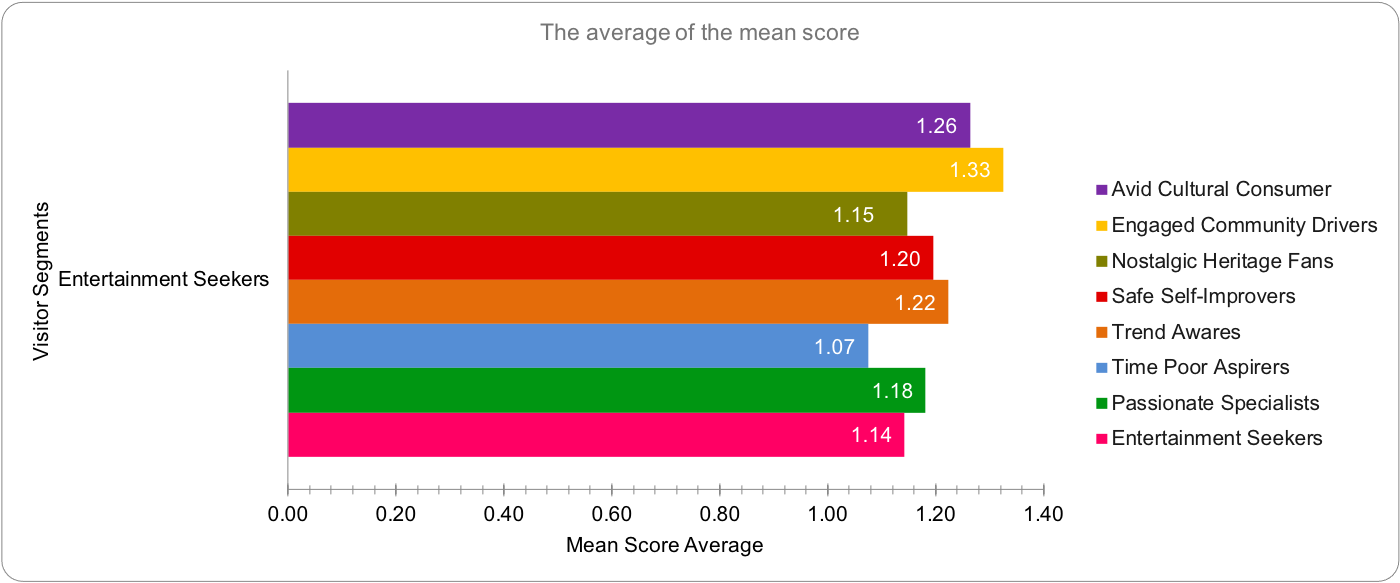 The average of the mean score
Visitor Segments
Entertainment Seekers
1.26
1.33
1.15
1.20
1.22
1.07
1.18
1.14
Avid Cultural Consumer
Engaged Community Drivers
Nostalgic Heritage Fans
Safe Self-Improvers
Trend Awares
Time Poor Aspirers
Passionate Specialists
Entertainment Seekers
0.00 0.20 0.40 0.60 0.80 1.00 1.20 1.40
Mean Score Average